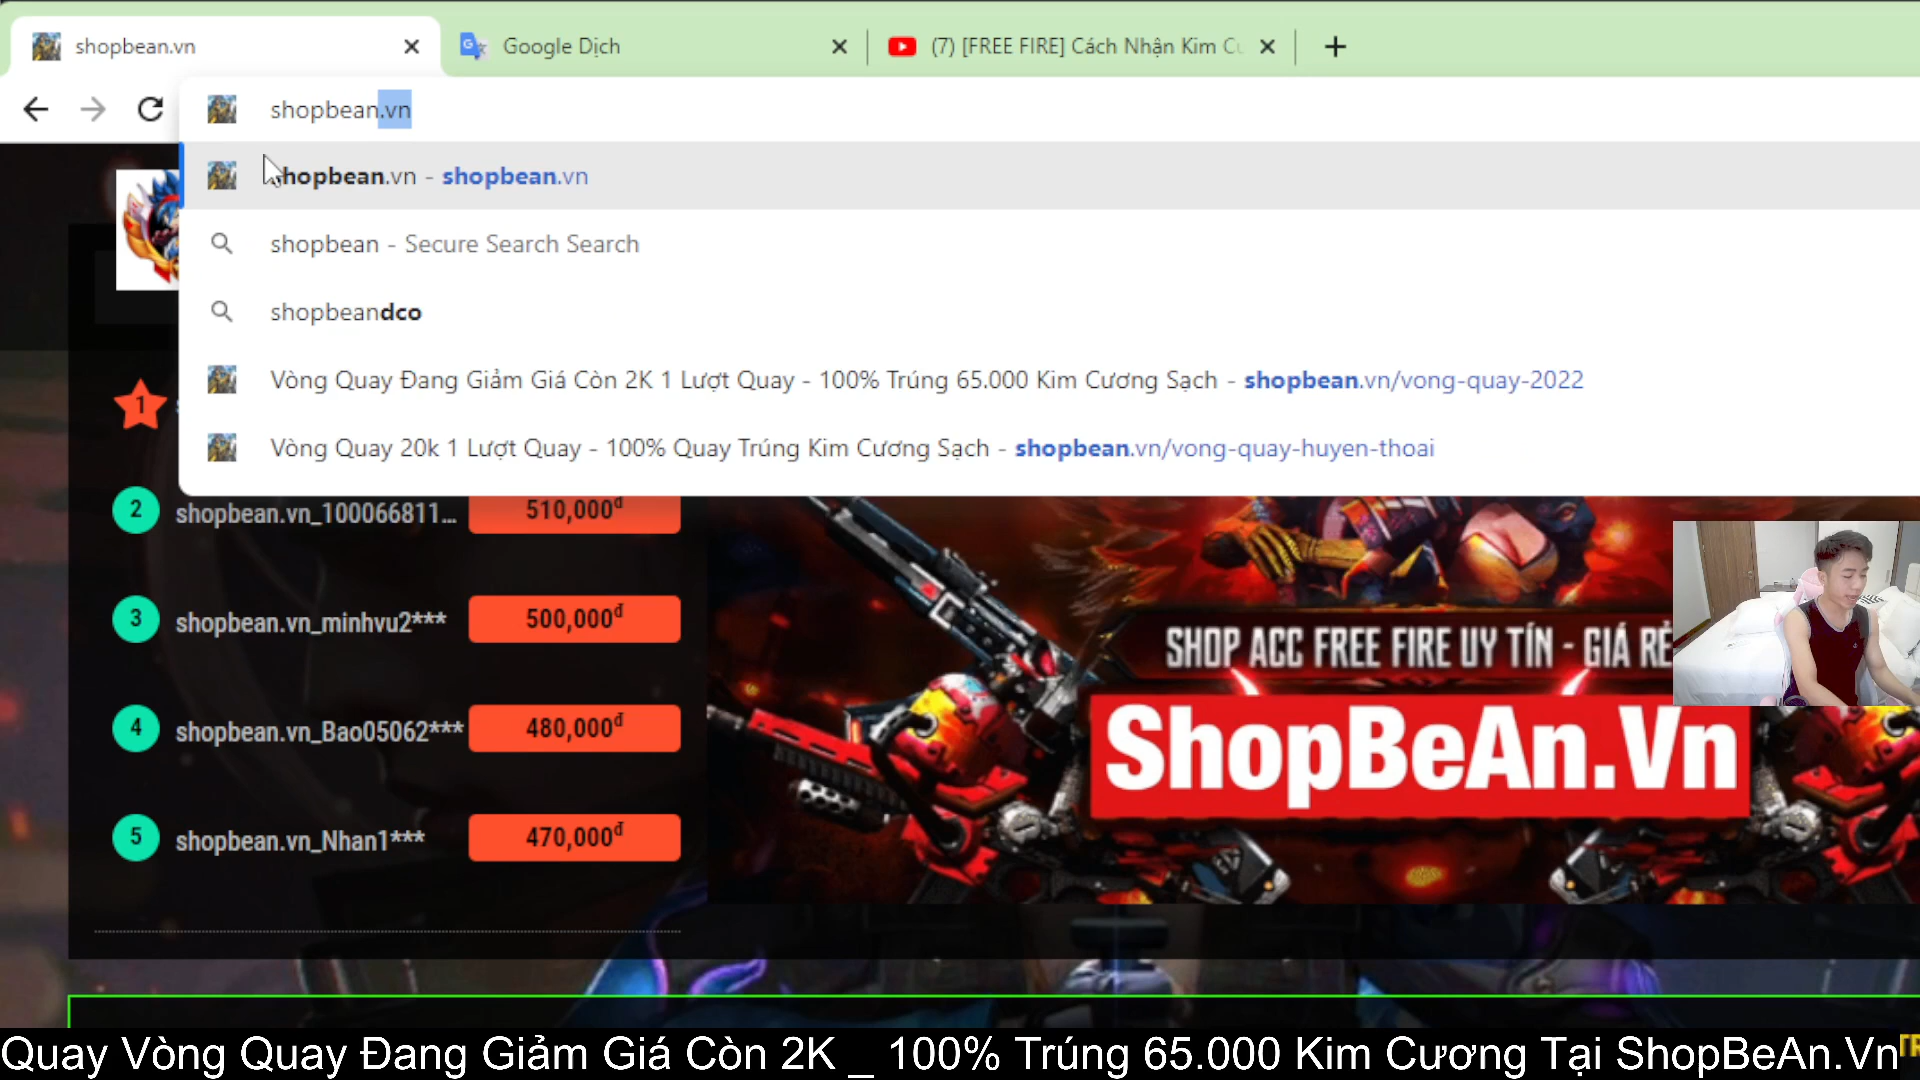 shopbean.vn
Google Dịch
(7) [FREE FIRE] Cách Nhận Kim Cư
shopbean.vn
shopbean.vn - shopbean.vn
shopbean - Secure Search Search
shopbeandco
Vòng Quay Đang Giảm Giá Còn 2K 1 Lượt Quay - 100% Trúng 65.000 Kim Cương Sạch - shopbean.vn/vong-quay-2022
Vòng Quay 20k 1 Lượt Quay - 100% Quay Trúng Kim Cương Sạch - shopbean.vn/vong-quay-huyen-thoai
1
2 shopbean.vn_100066811... 510,000đ
3 shopbean.vn_minhvu2*** 500,000đ
4 shopbean.vn_Bao05062*** 480,000đ
5 shopbean.vn_Nhan1*** 470,000đ
SHOP ACC FREE FIRE UY TÍN - GIÁ RẺ
ShopBeAn.Vn
Quay Vòng Quay Đang Giảm Giá Còn 2K _ 100% Trúng 65.000 Kim Cương Tại ShopBeAn.Vn